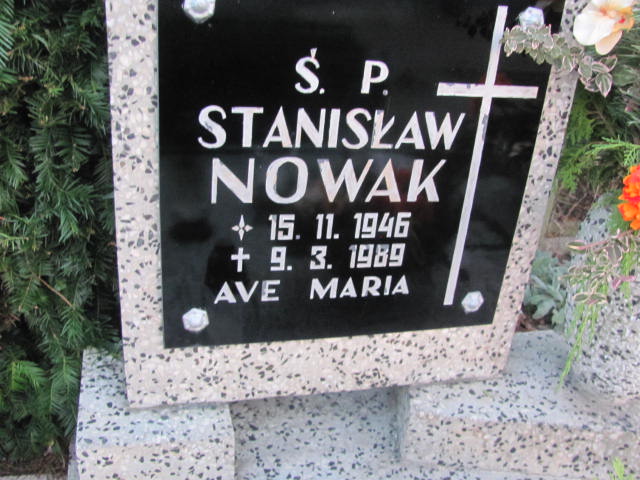 Ś. P.
STANISŁAW
NOWAK
15. 11. 1946
9. 3. 1989
AVE MARIA